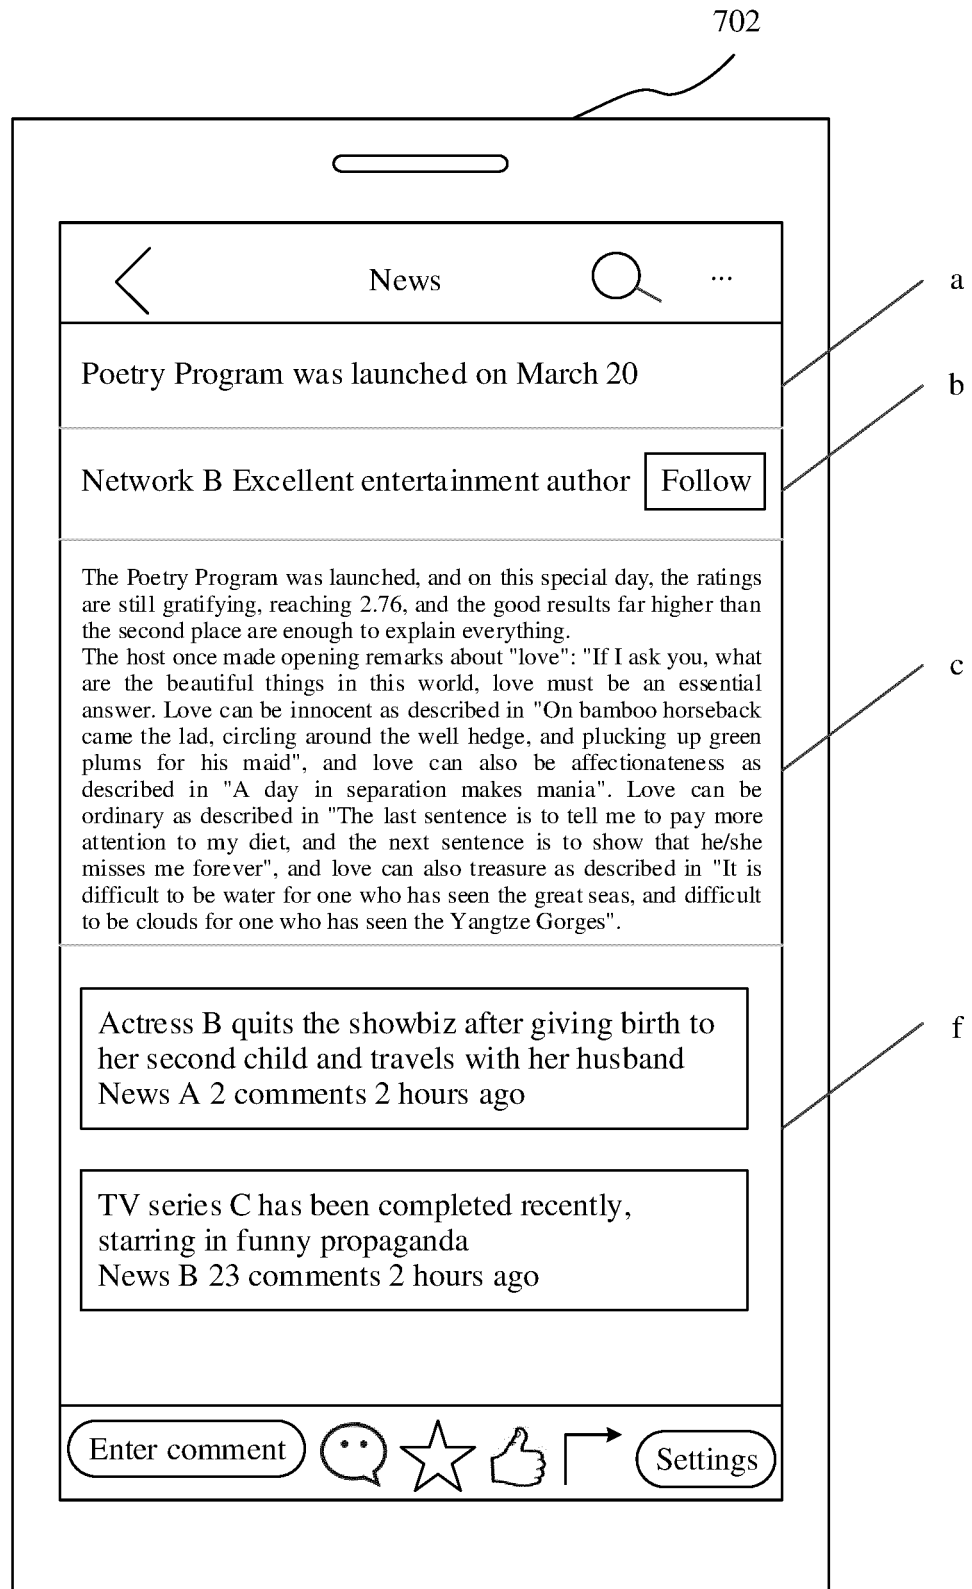 702
News
...
a
Poetry Program was launched on March 20
b
Network B Excellent entertainment author
Follow
The Poetry Program was launched, and on this special day, the ratings
are still gratifying, reaching 2.76, and the good results far higher than
the second place are enough to explain everything.
The host once made opening remarks about "love": "If I ask you, what
are the beautiful things in this world, love must be an essential
answer. Love can be innocent as described in "On bamboo horseback
came the lad, circling around the well hedge, and plucking up green
plums for his maid", and love can also be affectionateness as
described in "A day in separation makes mania". Love can be
ordinary as described in "The last sentence is to tell me to pay more
attention to my diet, and the next sentence is to show that he/she
misses me forever", and love can also treasure as described in "It is
difficult to be water for one who has seen the great seas, and difficult
to be clouds for one who has seen the Yangtze Gorges".
c
Actress B quits the showbiz after giving birth to
her second child and travels with her husband
News A 2 comments 2 hours ago
f
TV series C has been completed recently,
starring in funny propaganda
News B 23 comments 2 hours ago
Enter comment
Settings